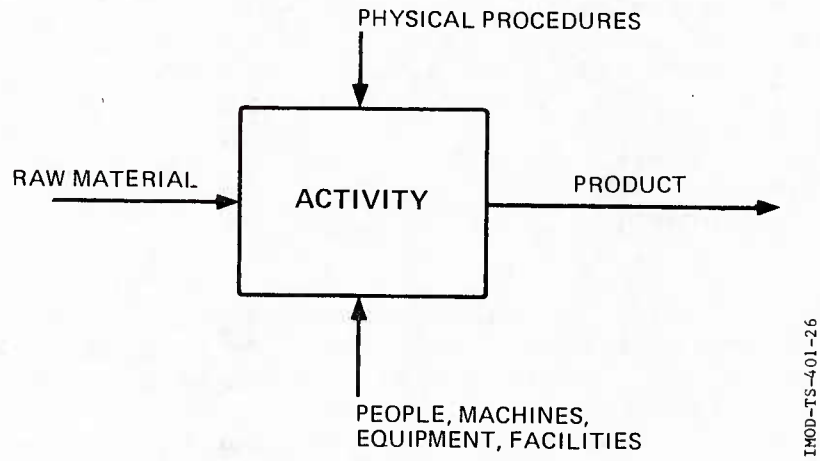 PHYSICAL PROCEDURES
RAW MATERIAL
ACTIVITY
PRODUCT
PEOPLE, MACHINES,
EQUIPMENT, FACILITIES
IMOD-TS-401-26